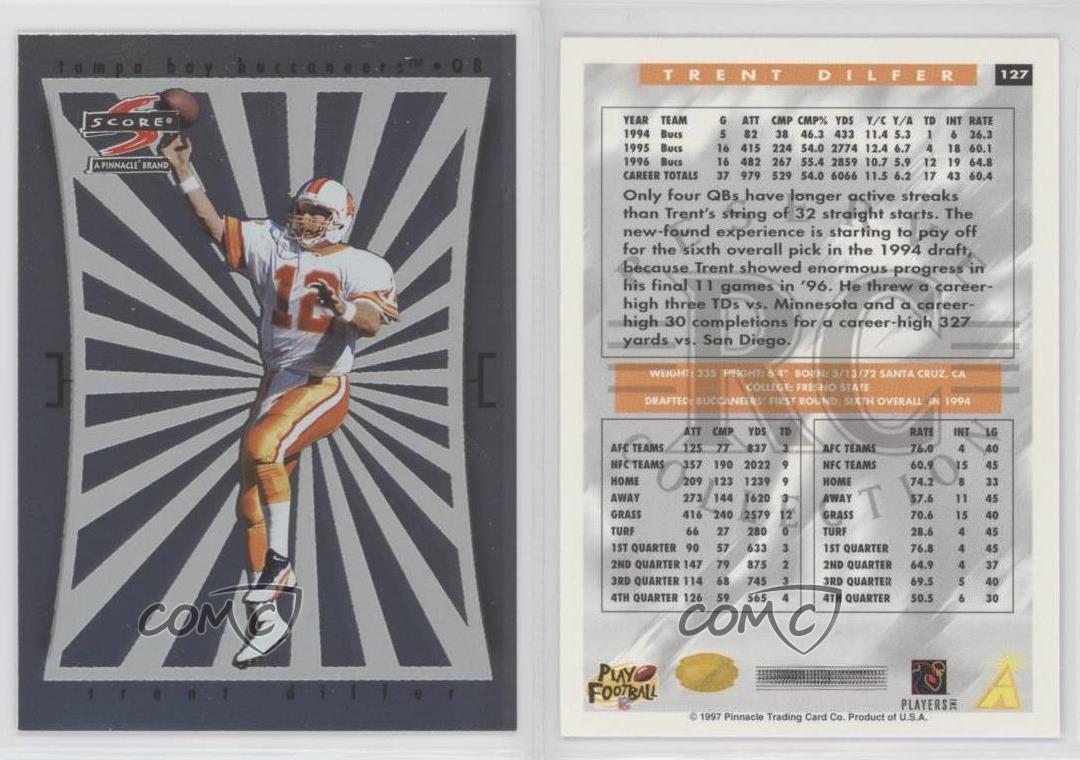 tampa bay buccaneers™ • QB
SCORE®
A PINNACLE® BRAND
12
12
trent dilfer
COMC
TRENT DILFER
127
YEAR TEAM G ATT CMP CMP% YDS Y/C Y/A TD INT RATE
1994 Bucs 5 82 38 46.3 433 11.4 5.3 1 6 36.3
1995 Bucs 16 415 224 54.0 2774 12.4 6.7 4 18 60.1
1996 Bucs 16 482 267 55.4 2859 10.7 5.9 12 19 64.8
CAREER TOTALS 37 979 529 54.0 6066 11.5 6.2 17 43 60.4
Only four QBs have longer active streaks
than Trent's string of 32 straight starts. The
new-found experience is starting to pay off
for the sixth overall pick in the 1994 draft,
because Trent showed enormous progress in
his final 11 games in '96. He threw a career-
high three TDs vs. Minnesota and a career-
high 30 completions for a career-high 327
yards vs. San Diego.
RESERVE
RC
COLLECTION
WEIGHT: 235 HEIGHT: 6'4" BORN: 3/13/72 SANTA CRUZ, CA
COLLEGE: FRESNO STATE
DRAFTED: BUCCANEERS' FIRST ROUND, SIXTH OVERALL, IN 1994
ATT CMP YDS TD
AFC TEAMS 125 77 837 3
NFC TEAMS 357 190 2022 9
HOME 209 123 1239 9
AWAY 273 144 1620 3
GRASS 416 240 2579 12
TURF 66 27 280 0
1ST QUARTER 90 57 633 3
2ND QUARTER 147 79 875 2
3RD QUARTER 114 68 745 3
4TH QUARTER 126 59 565 4
RATE INT LG
AFC TEAMS 76.0 4 40
NFC TEAMS 60.9 15 45
HOME 74.2 8 33
AWAY 57.6 11 45
GRASS 70.6 15 40
TURF 28.6 4 45
1ST QUARTER 76.8 4 45
2ND QUARTER 64.9 4 37
3RD QUARTER 69.5 5 40
4TH QUARTER 50.5 6 30
COMC
PLAY
FOOTBALL
PLAYERS INC
© 1997 Pinnacle Trading Card Co. Product of U.S.A.